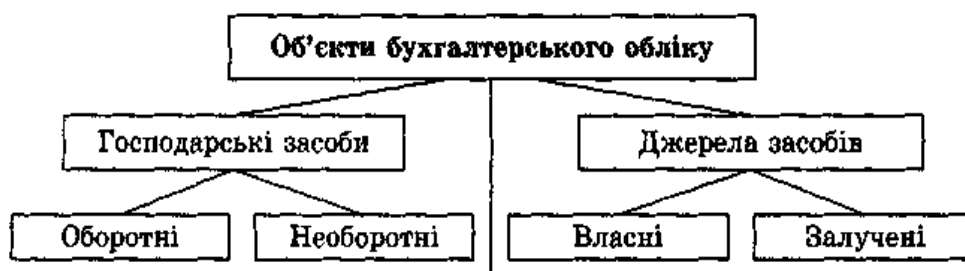 Об’єкти бухгалтерського обліку
Господарські засоби
Джерела засобів
Оборотні
Необоротні
Власні
Залучені